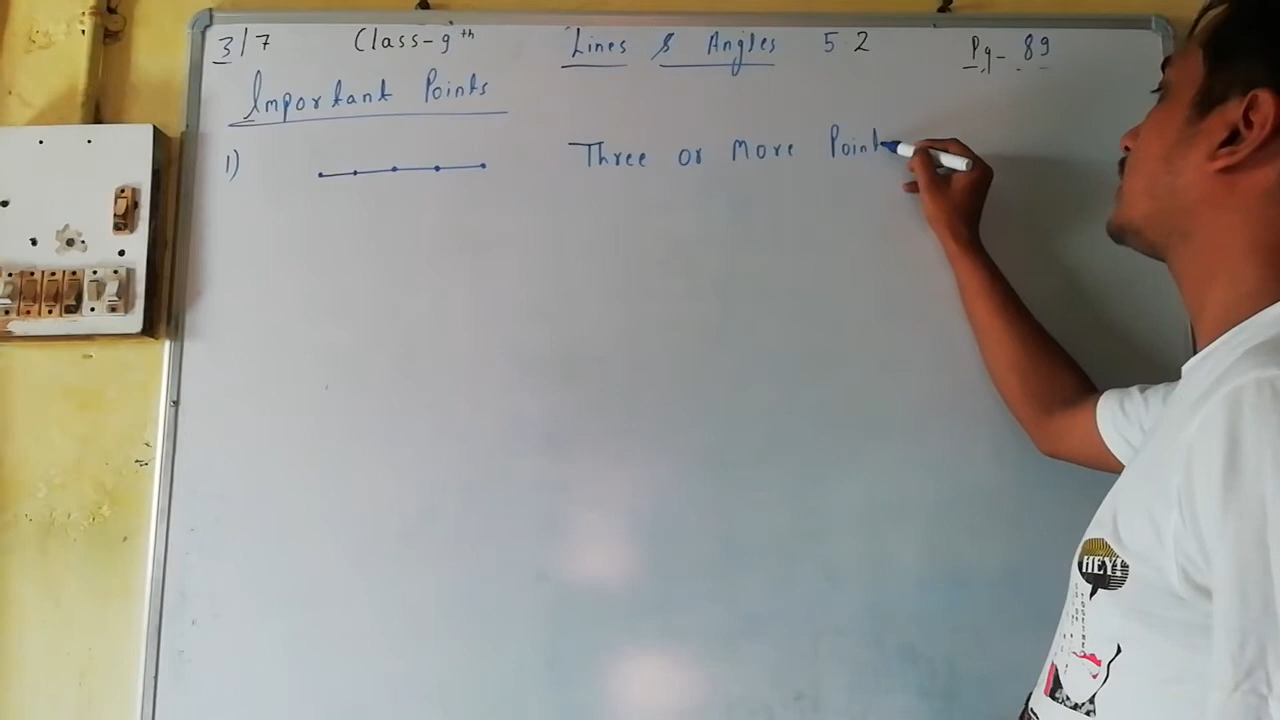 3/7 Class-9th Lines & Angles 5 2 Pg- 89
Important Points
1) Three or More Point
HEY!